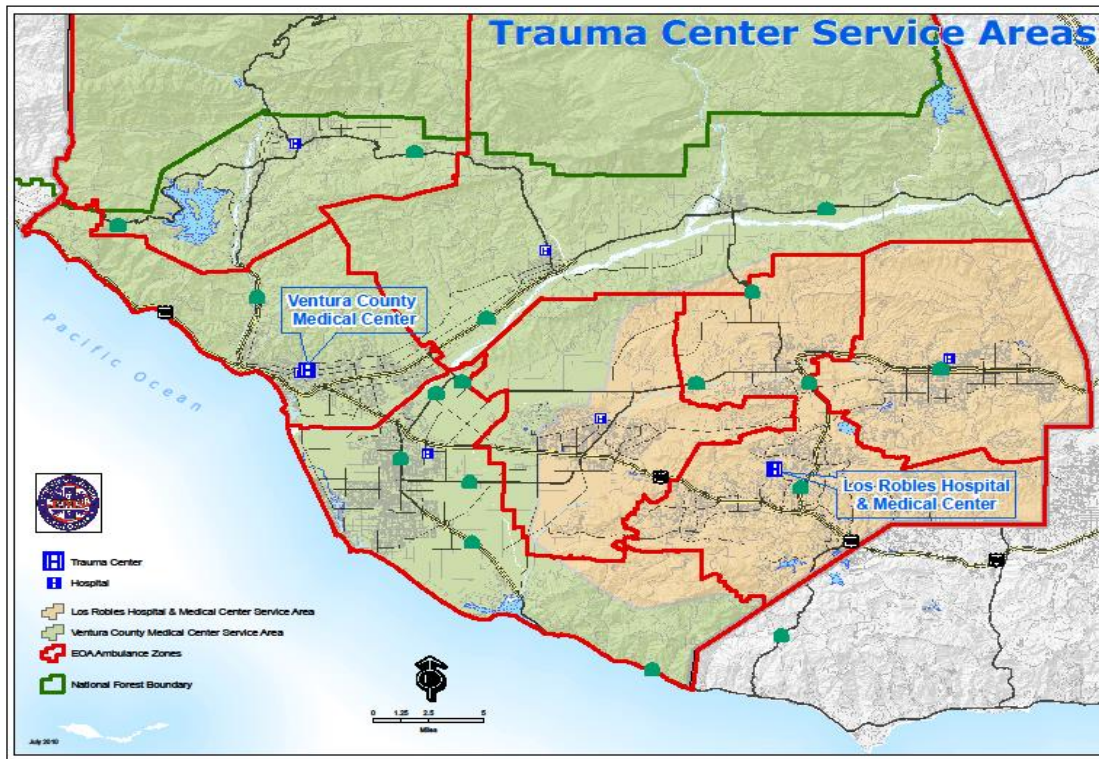 Trauma Center Service Areas
Ventura County
Medical Center
Pacific Ocean
Los Robles Hospital
& Medical Center
Trauma Center
Hospital
Los Robles Hospital & Medical Center Service Area
Ventura County Medical Center Service Area
EOA Ambulance Zones
National Forest Boundary
0 1.25 2.5 5
Miles
July 2010